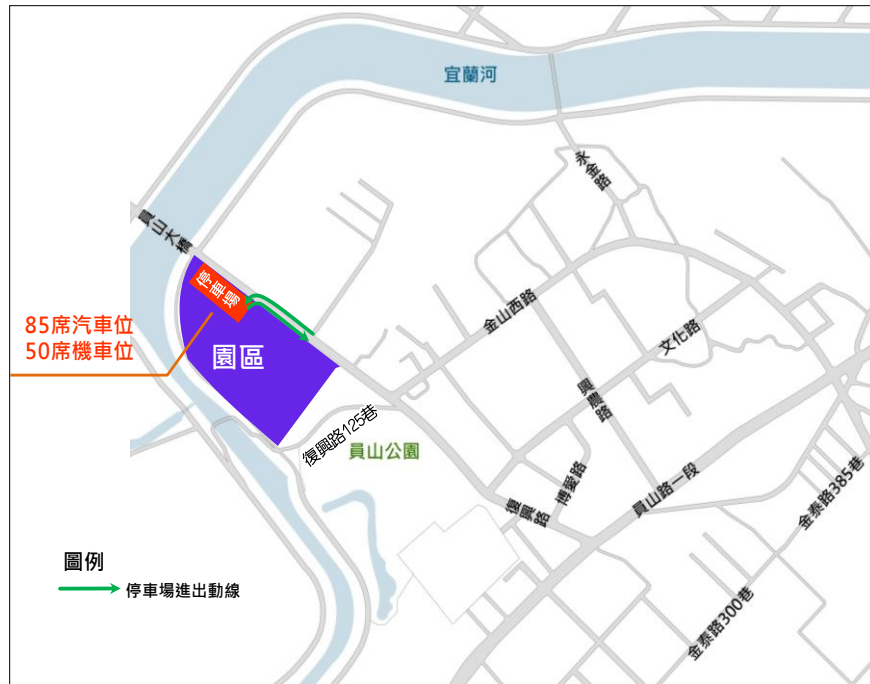 宜蘭河
永金路
員山大橋
停車場
85席汽車位
50席機車位
金山西路
文化路
園區
興農路
復興路125巷
員山公園
博愛路
員山路一段
復興路
金泰路385巷
圖例
停車場進出動線
金泰路300巷